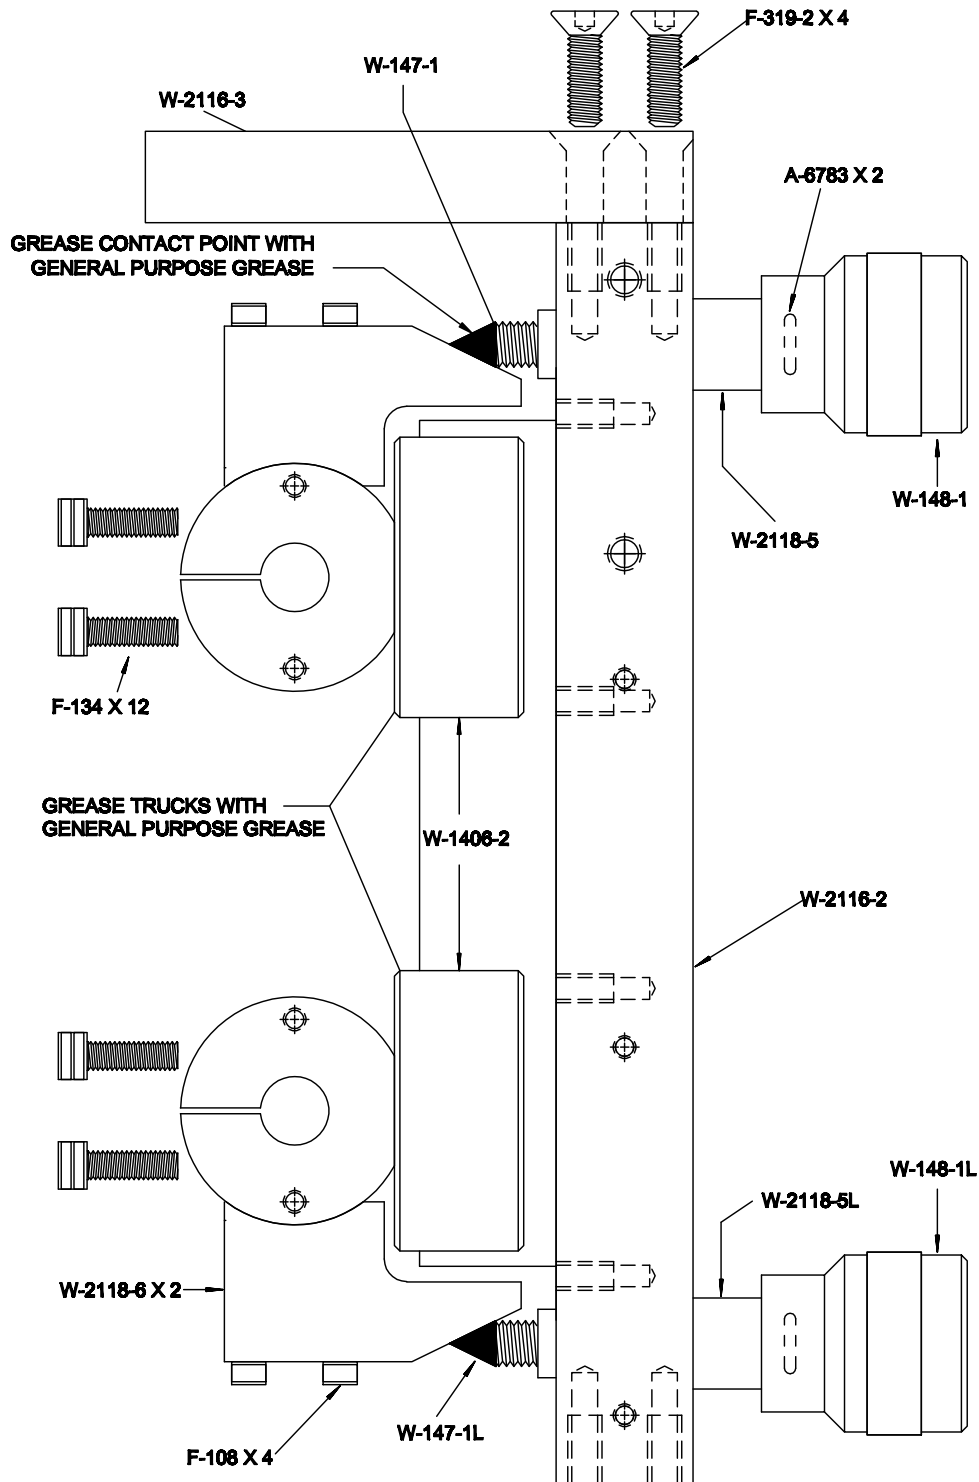 F-319-2 X 4
W-147-1
W-2116-3
A-6783 X 2
GREASE CONTACT POINT WITH
GENERAL PURPOSE GREASE
W-148-1
W-2118-5
F-134 X 12
GREASE TRUCKS WITH
GENERAL PURPOSE GREASE
W-1406-2
W-2116-2
W-148-1L
W-2118-5L
W-2118-6 X 2
W-147-1L
F-108 X 4